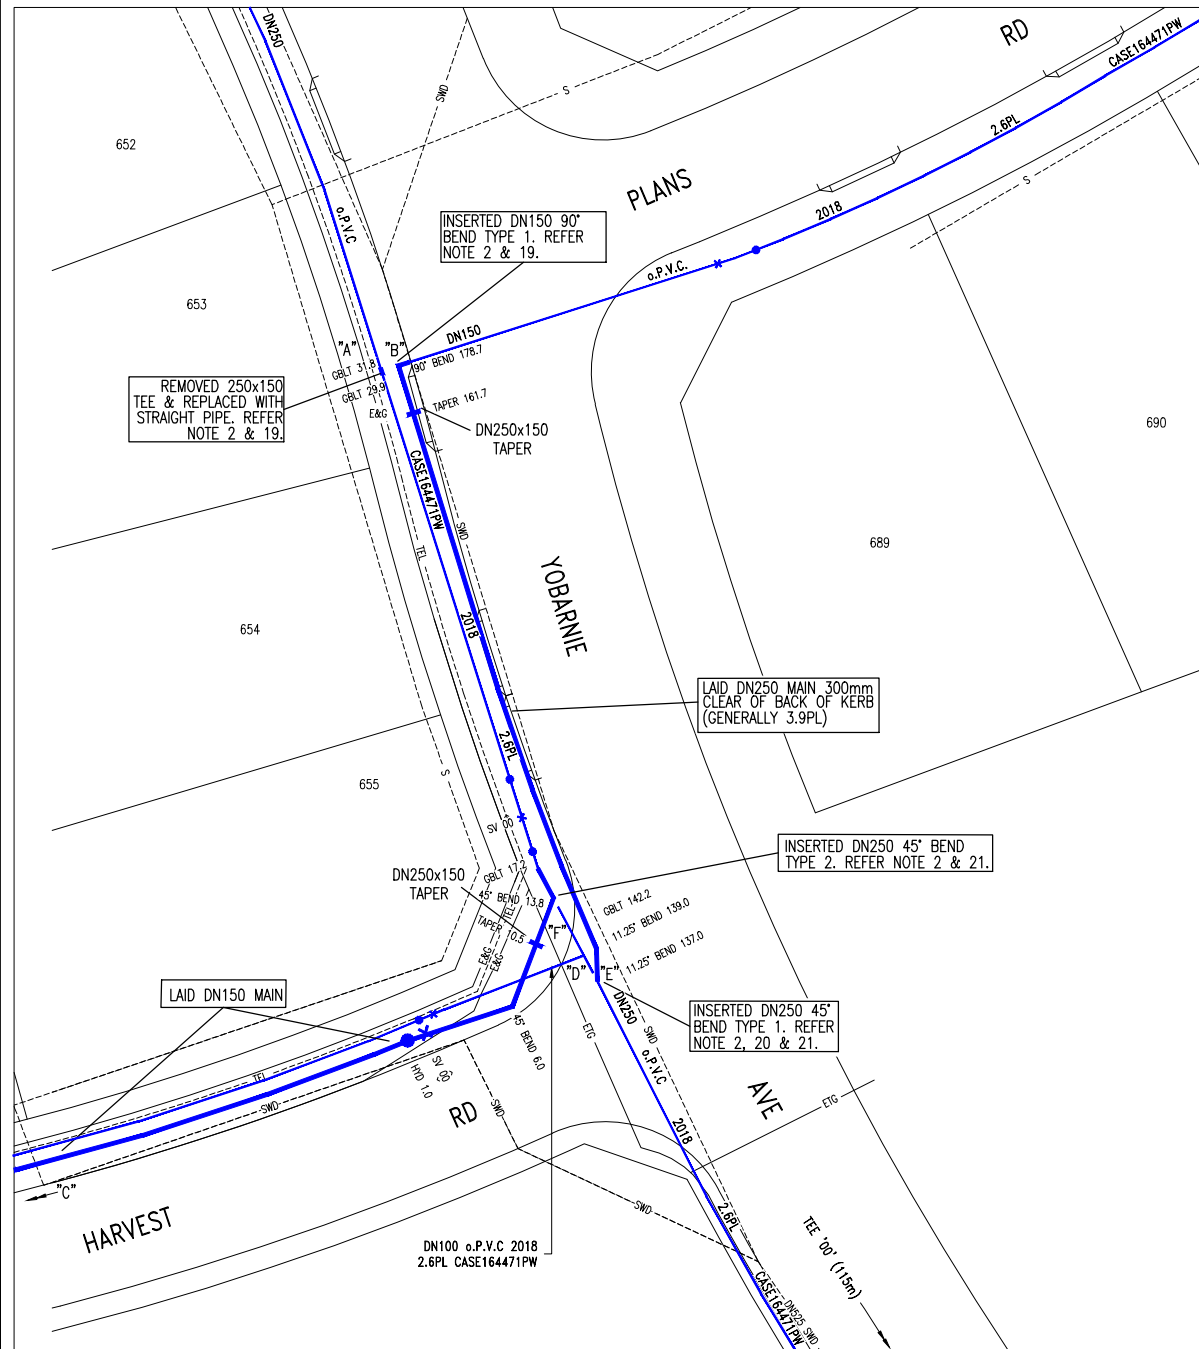 DN250
RD
CASE164471PW
S
SWD
652
2.6PL
PLANS
S
2018
o.P.V.C
INSERTED DN150 90°
BEND TYPE 1. REFER
NOTE 2 & 19.
o.P.V.C.
653
DN150
"A"
"B"
GBLT 31.8
90° BEND 178.7
GBLT 29.9
REMOVED 250x150
TEE & REPLACED WITH
STRAIGHT PIPE. REFER
NOTE 2 & 19.
E&G
TAPER 161.7
DN250x150
TAPER
690
CASE164471PW
SWD
TEL
689
YOBARNIE
654
2018
LAID DN250 MAIN 300mm
CLEAR OF BACK OF KERB
(GENERALLY 3.9PL)
2.6PL
S
655
SV 00
INSERTED DN250 45° BEND
TYPE 2. REFER NOTE 2 & 21.
DN250x150
TAPER
GBLT 17.2
45° BEND 13.8
TEL
GBLT 142.2
11.25° BEND 139.0
TAPER 10.5
"F"
11.25° BEND 137.0
E&G
E&G
"D"
"E"
LAID DN150 MAIN
DN250
INSERTED DN250 45°
BEND TYPE 1. REFER
NOTE 2, 20 & 21.
ETG
SWD
45° BEND 6.0
o.P.V.C
SV 00
HYD 1.0
TEL
SWD
RD
SWD
AVE
ETG
2018
"C"
HARVEST
SWD
2.6PL
DN100 o.P.V.C 2018
2.6PL CASE164471PW
TEE '00' (115m)
CASE164471PW
DN525 SWD